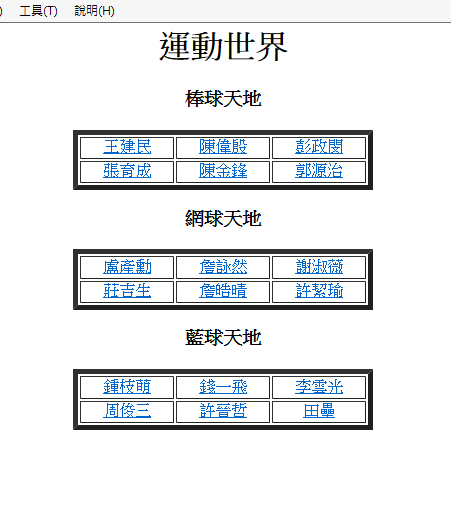 ) 工具(T) 說明(H)
運動世界
棒球天地
王建民 陳偉殷 彭政閔
張育成 陳金鋒 郭源治
網球天地
盧彥勳 詹詠然 謝淑薇
莊吉生 詹皓晴 許絜瑜
藍球天地
鍾枝萌 錢一飛 李雲光
周俊三 許晉哲 田壘